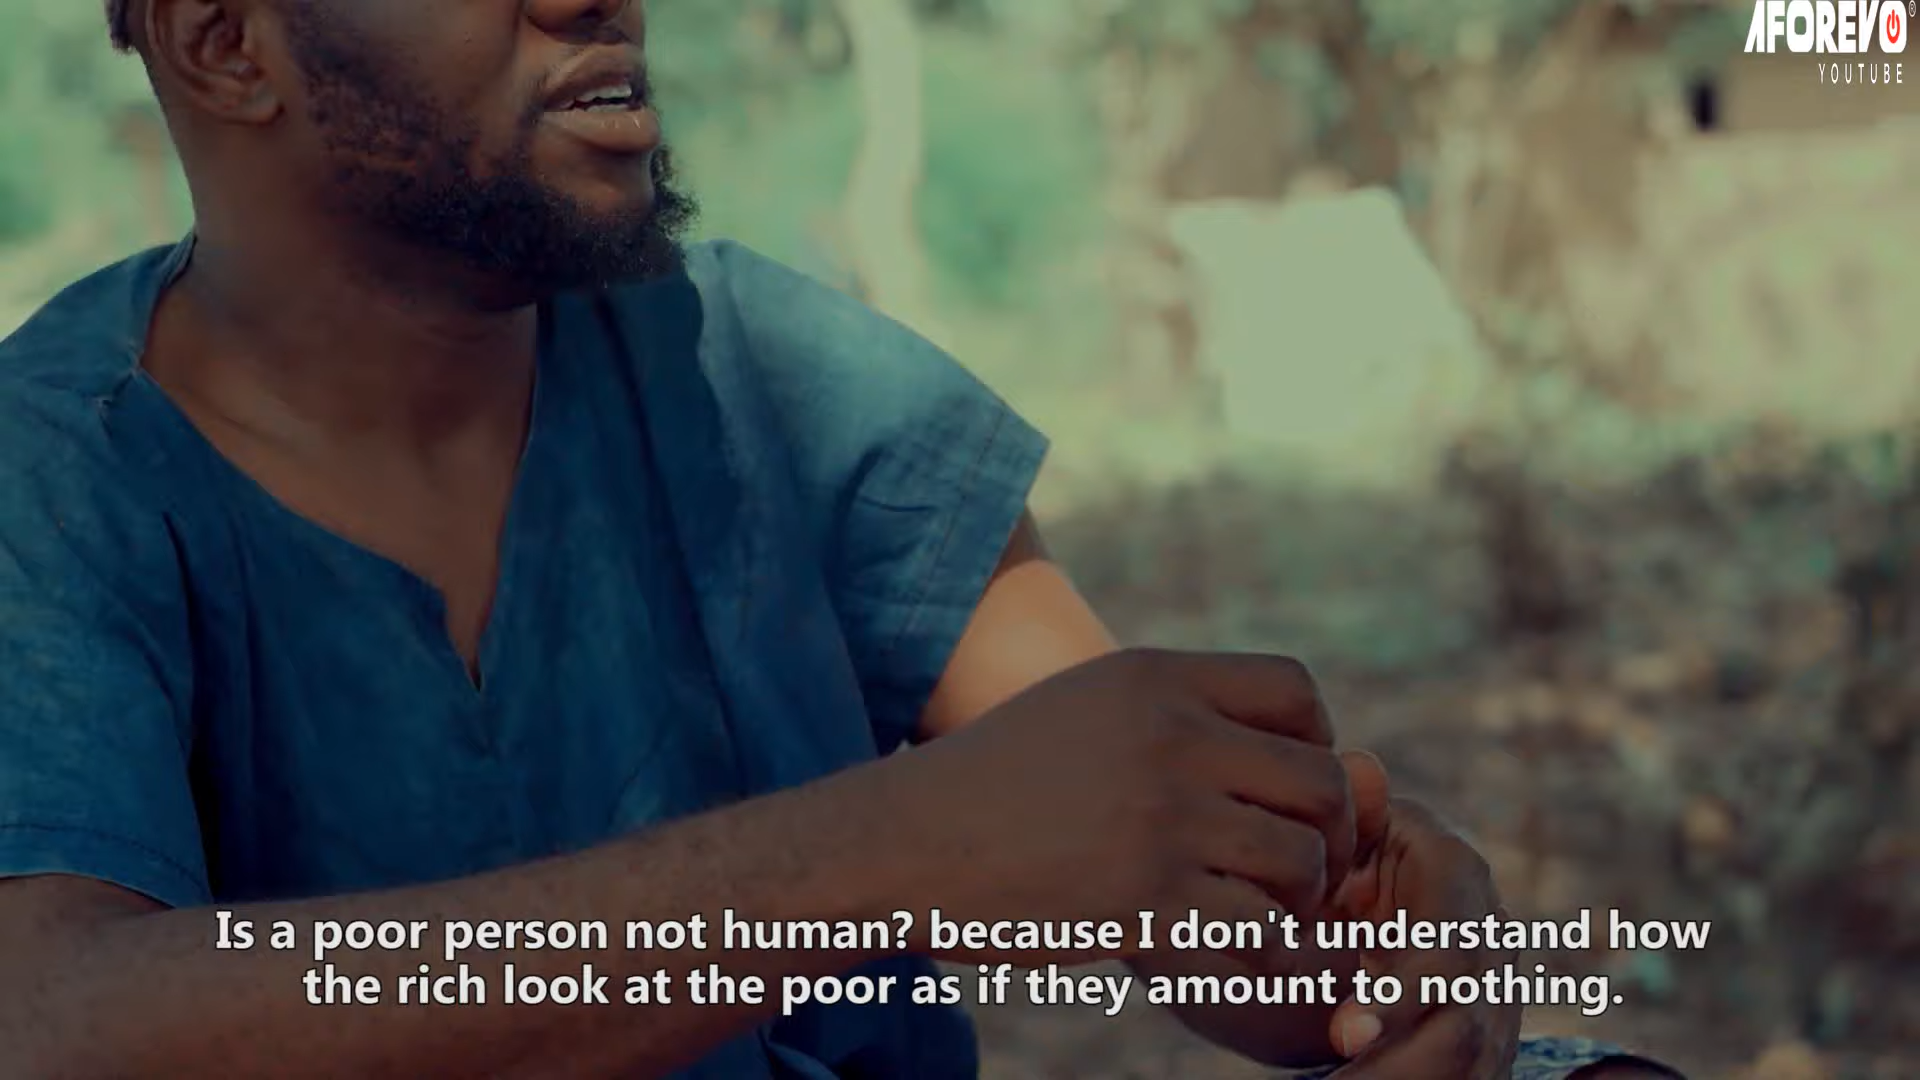 AFOREVO®
YOUTUBE
Is a poor person not human? because I don't understand how
the rich look at the poor as if they amount to nothing.